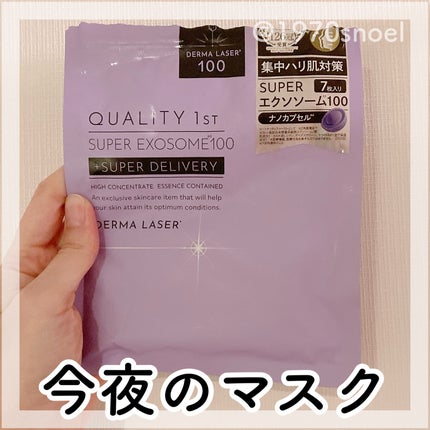 @1970snoel
DERMA LASER
100
集中ハリ肌対策
SUPER 7枚入り
エクソソーム100
ナノカプセル
QUALITY 1ST
SUPER EXOSOME 100
+SUPER DELIVERY
HIGH CONCENTRATE ESSENCE CONTAINED
An exclusive skincare item that will help
your skin attain its optimum conditions.
DERMA LASER
今夜のマスク